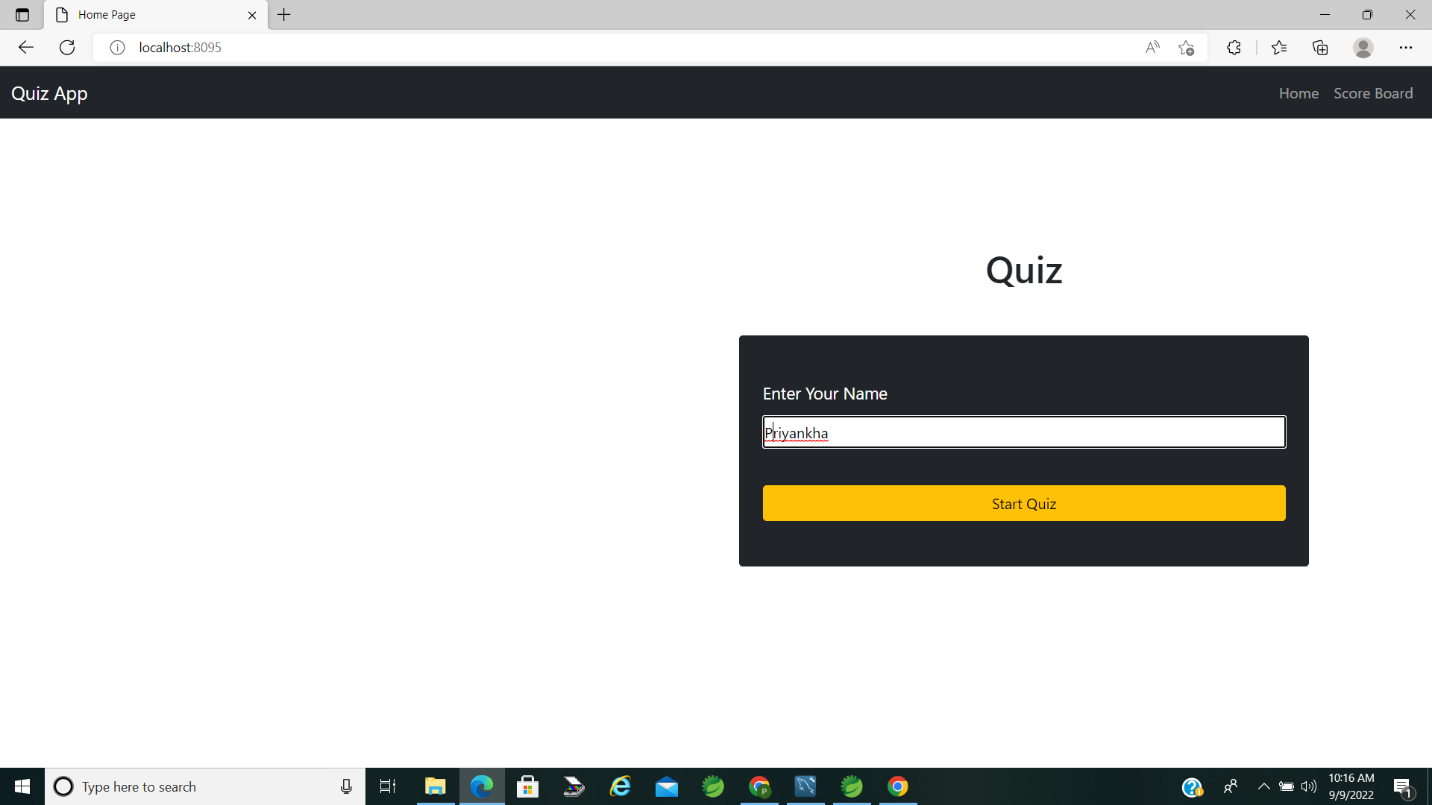 Home Page
localhost:8095
Quiz App
Home Score Board
Quiz
Enter Your Name
Priyankha
Start Quiz
Type here to search
10:16 AM
9/9/2022
1